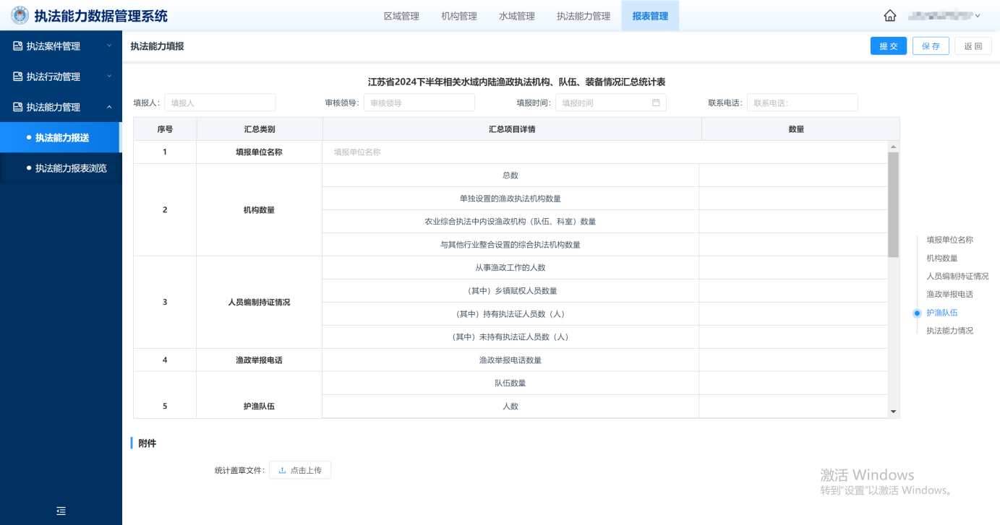 执法能力数据管理系统
区域管理 机构管理 水域管理 执法能力管理 报表管理
执法案件管理
执法行动管理
执法能力管理
执法能力报送
执法能力报表浏览
执法能力填报
提 交 保 存 返 回
江苏省2024下半年相关水域内陆渔政执法机构、队伍、装备情况汇总统计表
填报人: 填报人 审核领导: 审核领导 填报时间: 填报时间 联系电话: 联系电话:
序号 汇总类别 汇总项目详情 数量
1 填报单位名称 填报单位名称
2 机构数量
总数
单独设置的渔政执法机构数量
农业综合执法中内设渔政机构（队伍、科室）数量
与其他行业整合设置的综合执法机构数量
3 人员编制持证情况
从事渔政工作的人数
（其中）乡镇赋权人员数量
（其中）持有执法证人员数（人）
（其中）未持有执法证人员数（人）
4 渔政举报电话 渔政举报电话数量
5 护渔队伍
队伍数量
人数
填报单位名称
机构数量
人员编制持证情况
渔政举报电话
护渔队伍
执法能力情况
附件
统计盖章文件: 点击上传
激活 Windows
转到"设置"以激活 Windows。